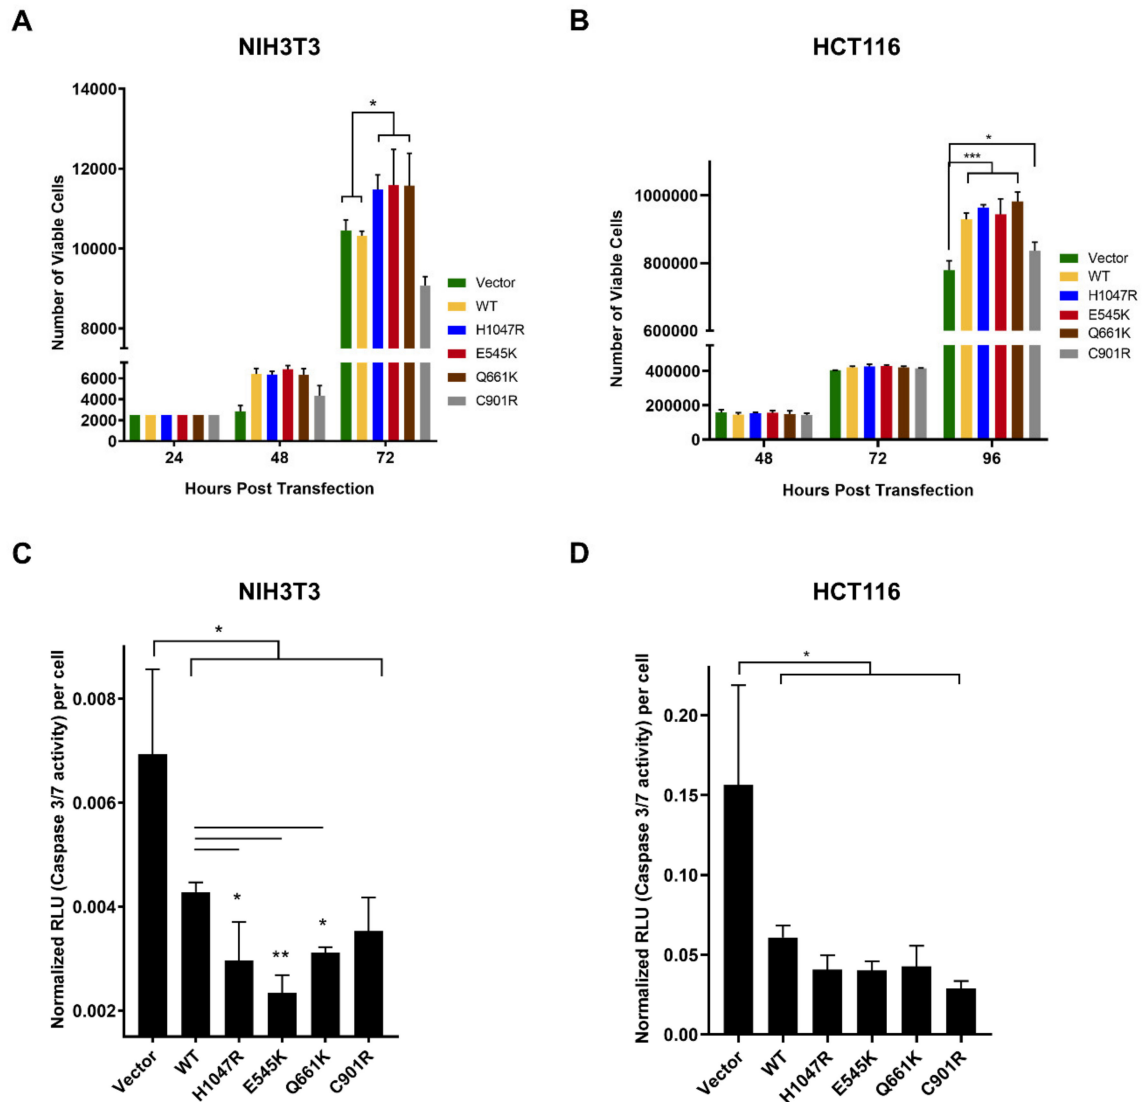 A
NIH3T3
Number of Viable Cells
14000
12000
10000
8000
6000
4000
2000
0
*
24
48
72
Hours Post Transfection
Vector
WT
H1047R
E545K
Q661K
C901R
B
HCT116
Number of Viable Cells
1000000
800000
600000
400000
200000
0
*
***
48
72
96
Hours Post Transfection
Vector
WT
H1047R
E545K
Q661K
C901R
C
NIH3T3
Normalized RLU (Caspase 3/7 activity) per cell
0.008
0.006
0.004
0.002
*
*
**
*
Vector
WT
H1047R
E545K
Q661K
C901R
D
HCT116
Normalized RLU (Caspase 3/7 activity) per cell
0.20
0.15
0.10
0.05
0.00
*
Vector
WT
H1047R
E545K
Q661K
C901R